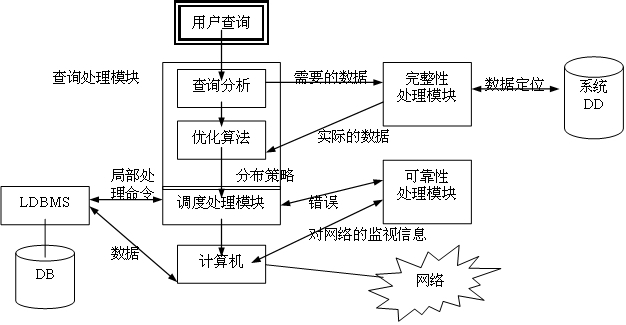 用户查询
查询处理模块
查询分析
需要的数据
完整性
处理模块
数据定位
系统
DD
优化算法
实际的数据
分布策略
局部处
理命令
LDBMS
调度处理模块
错误
可靠性
处理模块
对网络的监视信息
数据
计算机
DB
网络